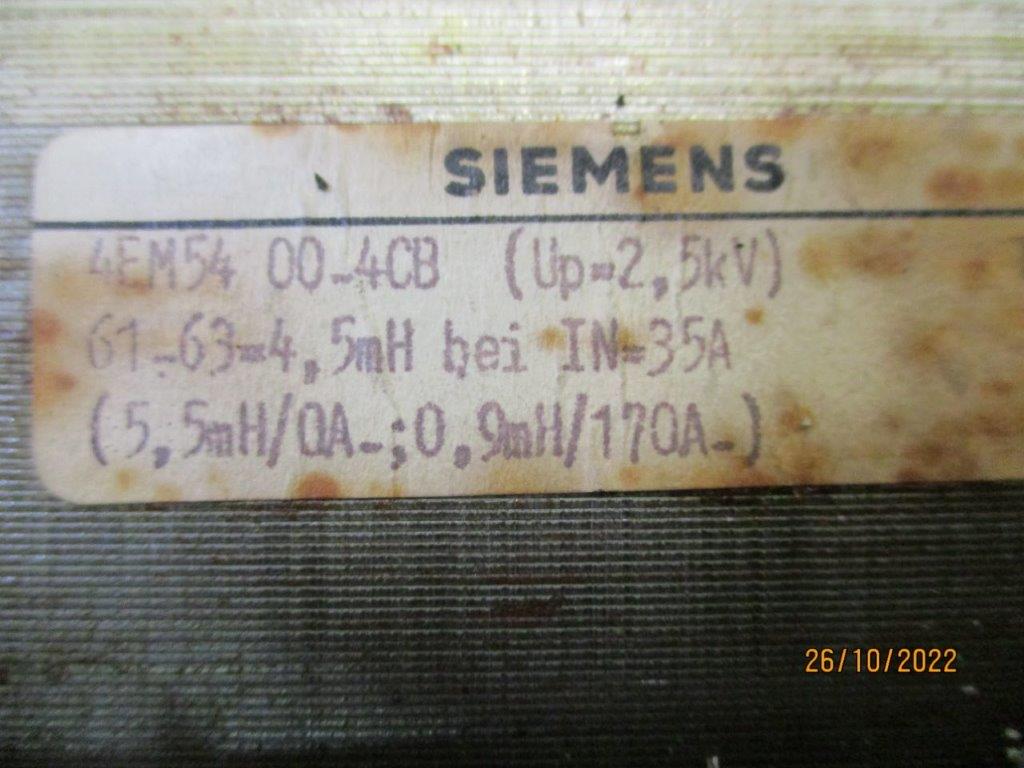 SIEMENS
4EM54 00-4CB (Up=2,5kV)
61-63=4,5mH bei IN=35A
(5,5mH/0A-;0,9mH/170A-)
26/10/2022